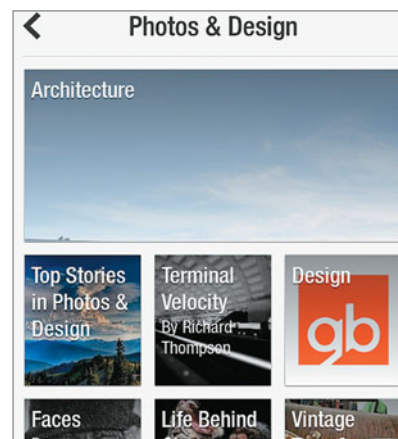 Photos & Design
Architecture
Top Stories
in Photos &
Design
Terminal
Velocity
By Richard
Thompson
Design
gb
Faces
Life Behind
Vintage